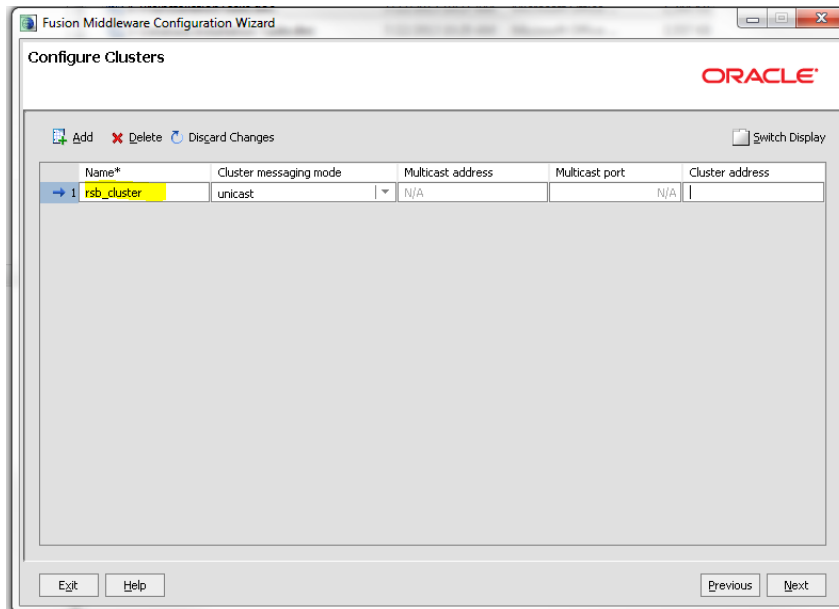 Fusion Middleware Configuration Wizard
Configure Clusters
ORACLE
Add Delete Discard Changes Switch Display
Name* Cluster messaging mode Multicast address Multicast port Cluster address
1 rsb_cluster unicast N/A N/A
Exit Help Previous Next